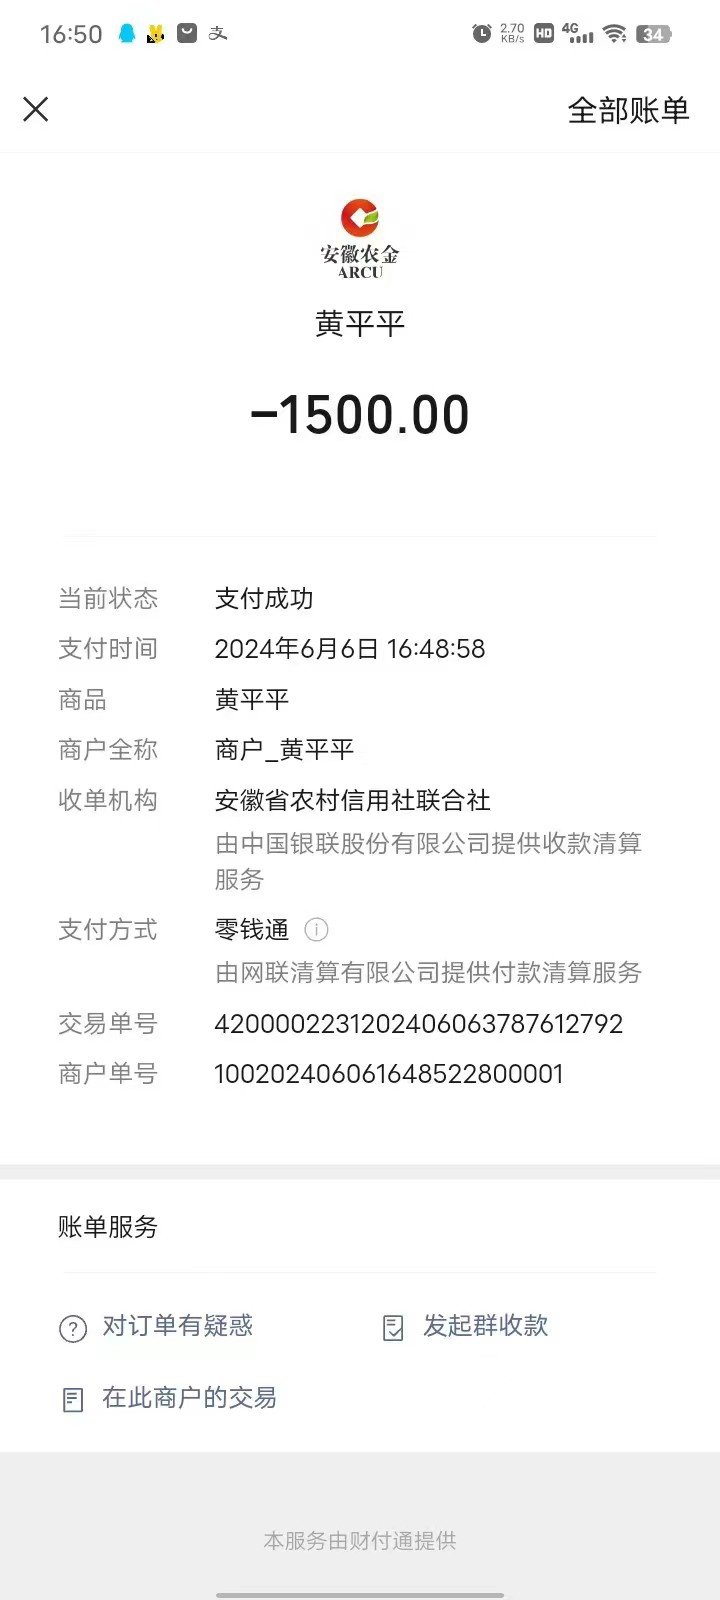 16:50 支 2.70 KB/s HD 4G 34
全部账单
安徽农金
ARCU
黄平平
-1500.00
当前状态 支付成功
支付时间 2024年6月6日 16:48:58
商品 黄平平
商户全称 商户_黄平平
收单机构 安徽省农村信用社联合社
由中国银联股份有限公司提供收款清算
服务
支付方式 零钱通
由网联清算有限公司提供付款清算服务
交易单号 4200002231202406063787612792
商户单号 100202406061648522800001
账单服务
对订单有疑惑 发起群收款
在此商户的交易
本服务由财付通提供